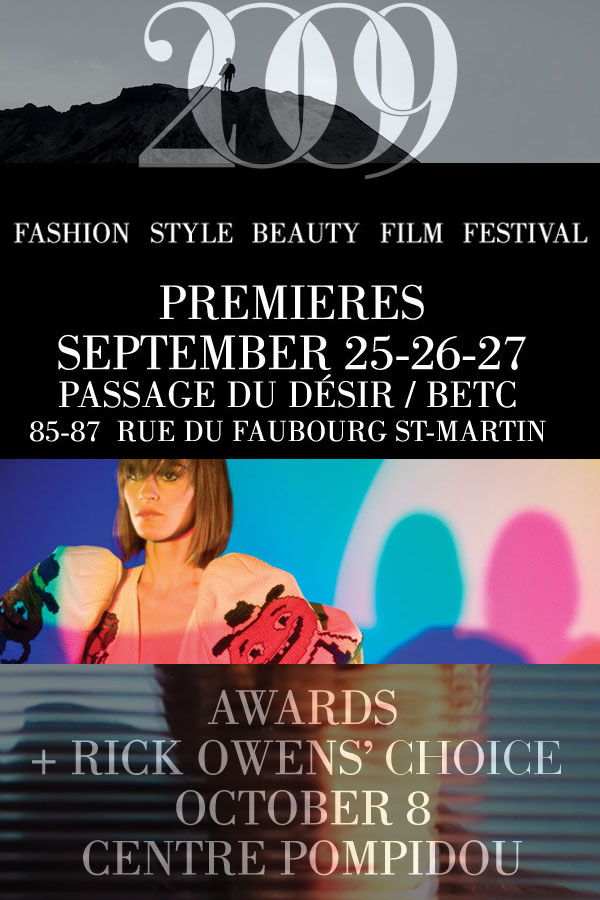 2009
FASHION STYLE BEAUTY FILM FESTIVAL
PREMIERES
SEPTEMBER 25-26-27
PASSAGE DU DÉSIR / BETC
85-87 RUE DU FAUBOURG ST-MARTIN
AWARDS
+ RICK OWENS’ CHOICE
OCTOBER 8
CENTRE POMPIDOU